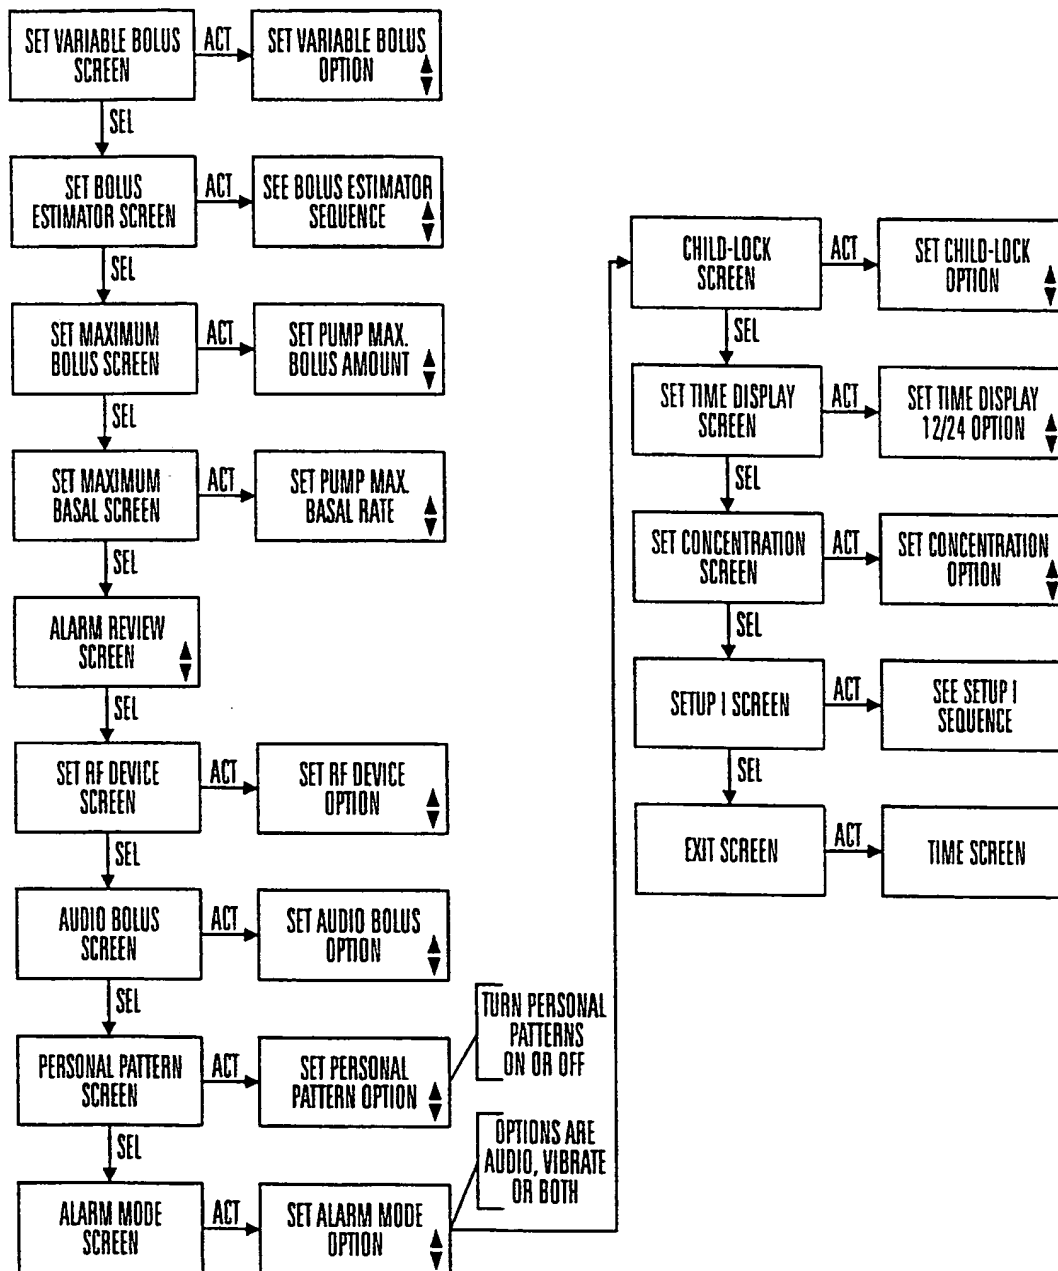 SET VARIABLE BOLUS
SCREEN
ACT
SET VARIABLE BOLUS
OPTION
SEL
SET BOLUS
ESTIMATOR SCREEN
ACT
SEE BOLUS ESTIMATOR
SEQUENCE
SEL
SET MAXIMUM
BOLUS SCREEN
ACT
SET PUMP MAX.
BOLUS AMOUNT
SEL
SET MAXIMUM
BASAL SCREEN
ACT
SET PUMP MAX.
BASAL RATE
SEL
ALARM REVIEW
SCREEN
SEL
SET RF DEVICE
SCREEN
ACT
SET RF DEVICE
OPTION
SEL
AUDIO BOLUS
SCREEN
ACT
SET AUDIO BOLUS
OPTION
SEL
PERSONAL PATTERN
SCREEN
ACT
SET PERSONAL
PATTERN OPTION
TURN PERSONAL
PATTERNS
ON OR OFF
SEL
ALARM MODE
SCREEN
ACT
SET ALARM MODE
OPTION
OPTIONS ARE
AUDIO, VIBRATE
OR BOTH
CHILD-LOCK
SCREEN
ACT
SET CHILD-LOCK
OPTION
SEL
SET TIME DISPLAY
SCREEN
ACT
SET TIME DISPLAY
12/24 OPTION
SEL
SET CONCENTRATION
SCREEN
ACT
SET CONCENTRATION
OPTION
SEL
SETUP I SCREEN
ACT
SEE SETUP I
SEQUENCE
SEL
EXIT SCREEN
ACT
TIME SCREEN